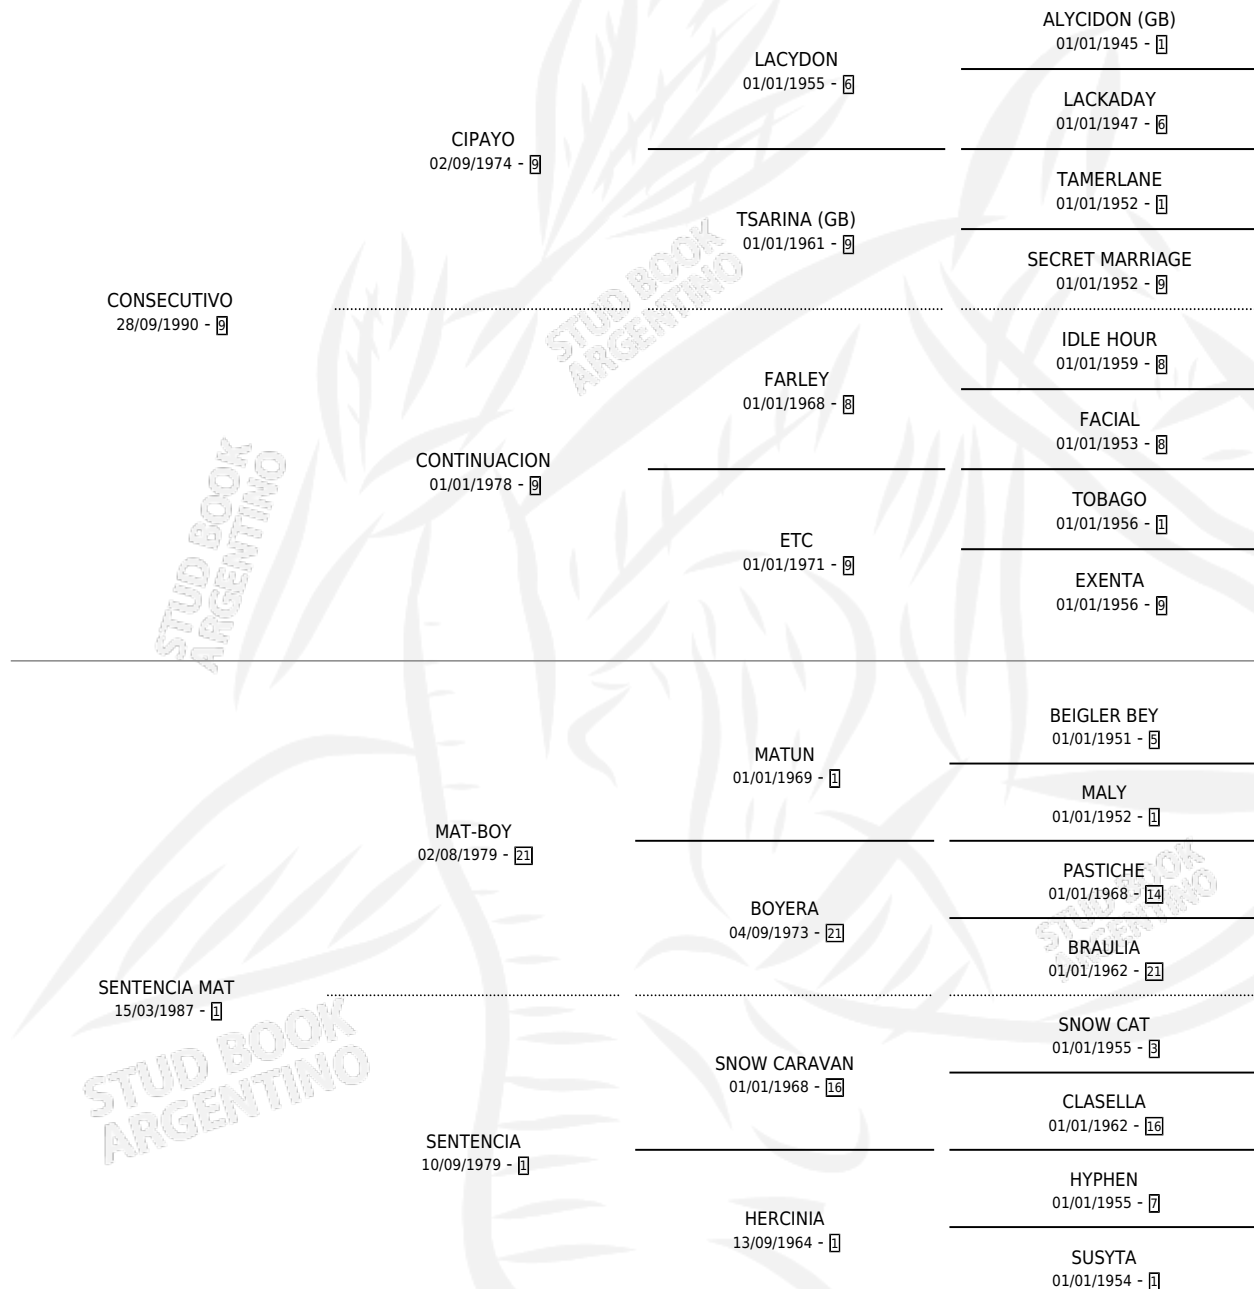 CONSECUTIVO
28/09/1990 - 9
CIPAYO
02/09/1974 - 9
LACYDON
01/01/1955 - 6
ALYCIDON (GB)
01/01/1945 - 1
LACKADAY
01/01/1947 - 6
TSARINA (GB)
01/01/1961 - 9
TAMERLANE
01/01/1952 - 1
SECRET MARRIAGE
01/01/1952 - 9
CONTINUACION
01/01/1978 - 9
FARLEY
01/01/1968 - 8
IDLE HOUR
01/01/1959 - 8
FACIAL
01/01/1953 - 8
ETC
01/01/1971 - 9
TOBAGO
01/01/1956 - 1
EXENTA
01/01/1956 - 9
SENTENCIA MAT
15/03/1987 - 1
MAT-BOY
02/08/1979 - 21
MATUN
01/01/1969 - 1
BEIGLER BEY
01/01/1951 - 5
MALY
01/01/1952 - 1
BOYERA
04/09/1973 - 21
PASTICHE
01/01/1968 - 14
BRAULIA
01/01/1962 - 21
SENTENCIA
10/09/1979 - 1
SNOW CARAVAN
01/01/1968 - 16
SNOW CAT
01/01/1955 - 3
CLASELLA
01/01/1962 - 16
HERCINIA
13/09/1964 - 1
HYPHEN
01/01/1955 - 7
SUSYTA
01/01/1954 - 1
STUD BOOK
ARGENTINO
STUD BOOK
ARGENTINO
STUD BOOK
ARGENTINO
STUD BOOK
ARGENTINO